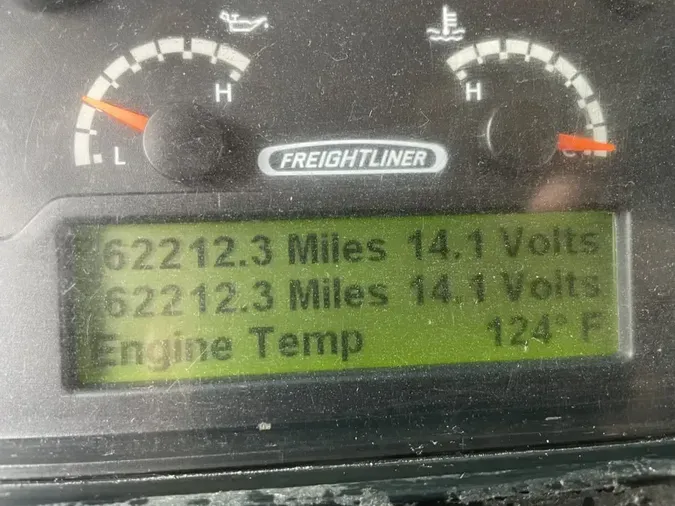 H
H
L
C
FREIGHTLINER
62212.3 Miles 14.1 Volts
62212.3 Miles 14.1 Volts
Engine Temp 124° F